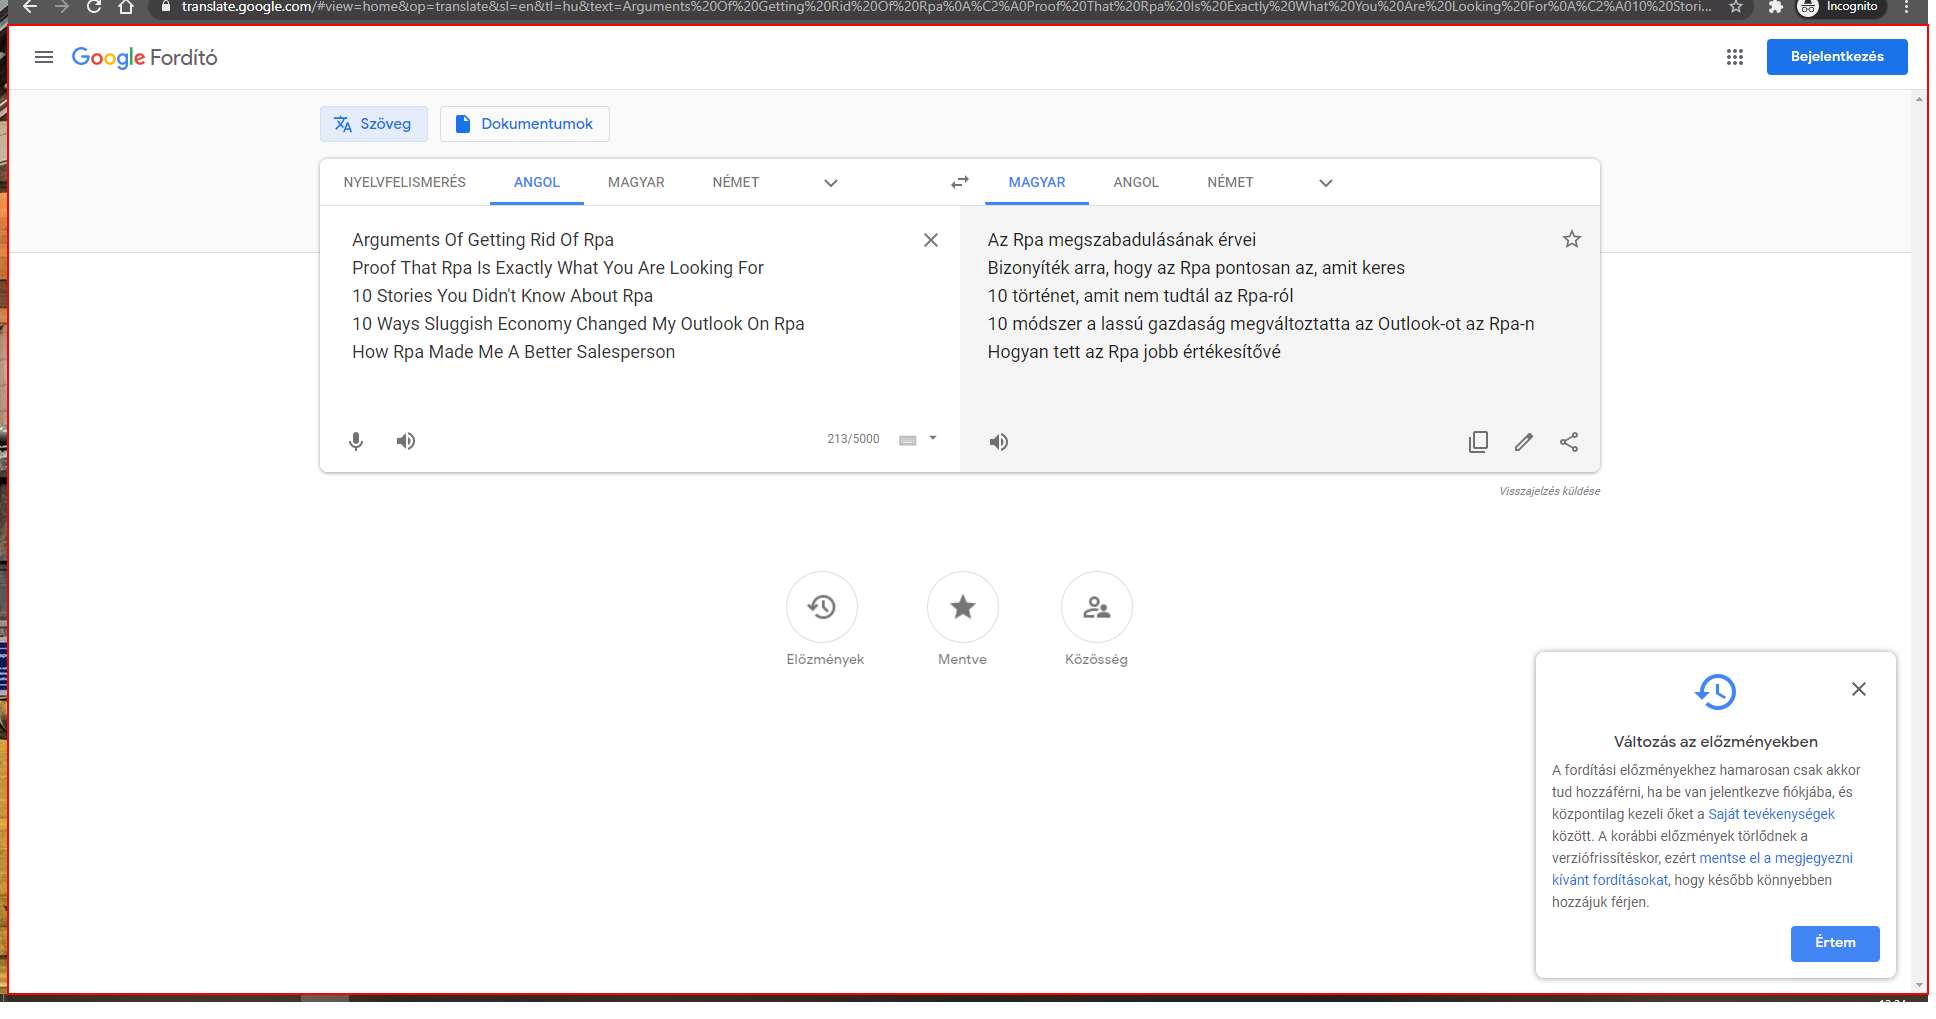 translate.google.com/#view=home&op=translate&sl=en&tl=hu&text=Arguments%20Of%20Getting%20Rid%20Of%20Rpa%0A%C2%A0Proof%20That%20Rpa%20Is%20Exactly%20What%20You%20Are%20Looking%20For%0A%C2%A010%20Stori...
Incognito
Google Fordító
Bejelentkezés
Szöveg
Dokumentumok
NYELVFELISMERÉS
ANGOL
MAGYAR
NÉMET
MAGYAR
ANGOL
NÉMET
Arguments Of Getting Rid Of Rpa
Proof That Rpa Is Exactly What You Are Looking For
10 Stories You Didn't Know About Rpa
10 Ways Sluggish Economy Changed My Outlook On Rpa
How Rpa Made Me A Better Salesperson
213/5000
Az Rpa megszabadulásának érvei
Bizonyíték arra, hogy az Rpa pontosan az, amit keres
10 történet, amit nem tudtál az Rpa-ról
10 módszer a lassú gazdaság megváltoztatta az Outlook-ot az Rpa-n
Hogyan tett az Rpa jobb értékesítővé
Visszajelzés küldése
Előzmények
Mentve
Közösség
Változás az előzményekben
A fordítási előzményekhez hamarosan csak akkor
tud hozzáférni, ha be van jelentkezve fiókjába, és
központilag kezeli őket a Saját tevékenységek
között. A korábbi előzmények törlődnek a
verziófrissítéskor, ezért mentse el a megjegyezni
kívánt fordításokat, hogy később könnyebben
hozzájuk férjen.
Értem